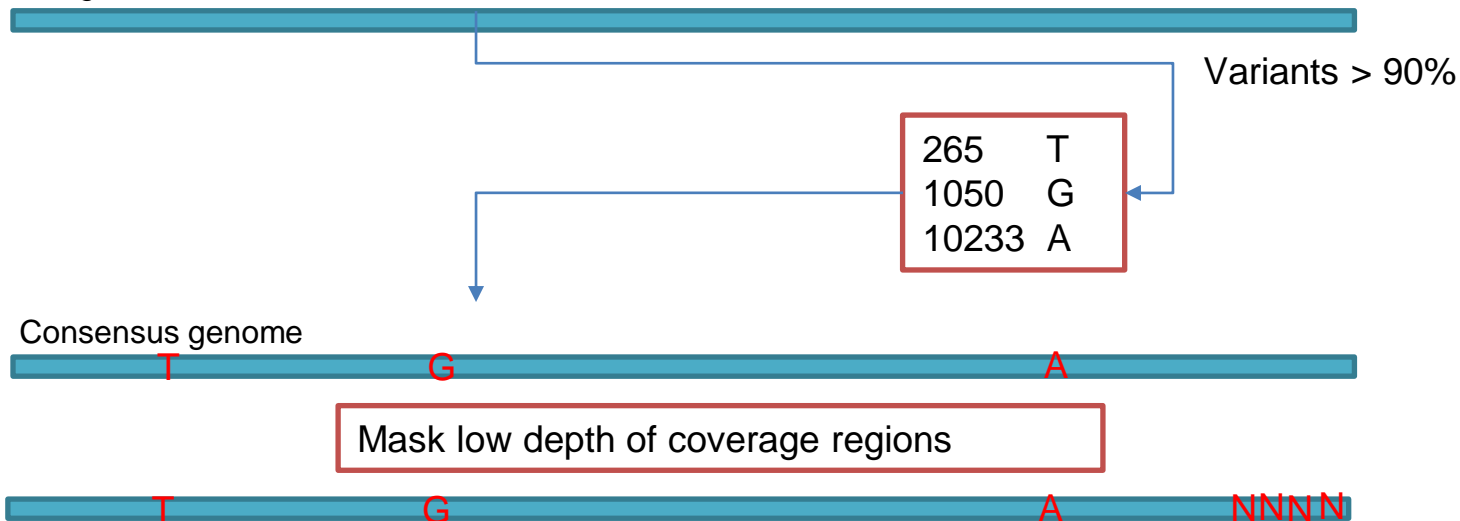 Variants > 90%
265 T
1050 G
10233 A
Consensus genome
T G A
Mask low depth of coverage regions
T G A NNNN